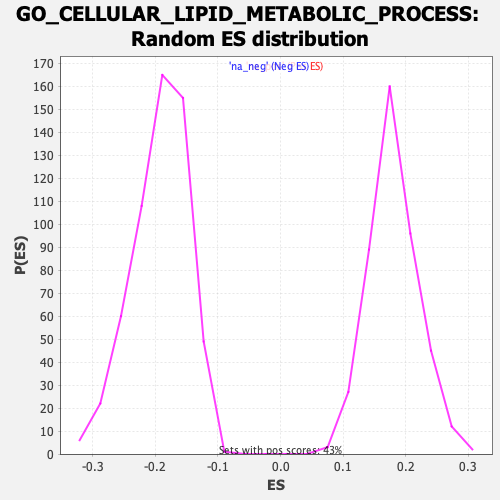 GO_CELLULAR_LIPID_METABOLIC_PROCESS:
Random ES distribution
'na_neg' (Neg ES)ES)
170
160
150
140
130
120
110
100
90
80
70
60
50
40
30
20
10
0
P(ES)
Sets with pos scores: 43%
-0.3 -0.2 -0.1 0.0 0.1 0.2 0.3
ES